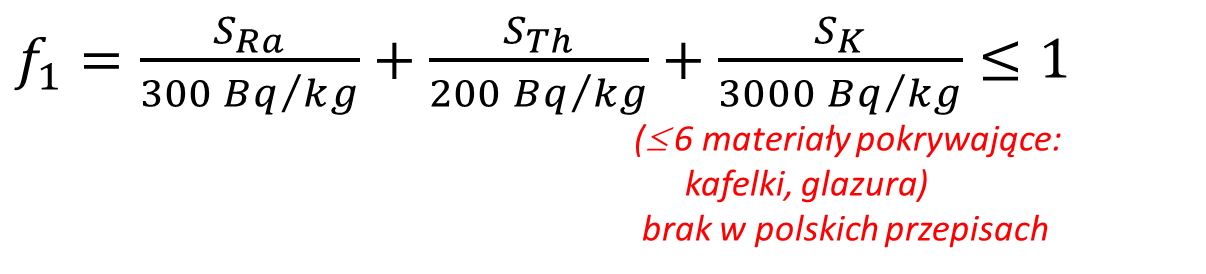 f₁ = S_Ra / 300 Bq/kg + S_Th / 200 Bq/kg + S_K / 3000 Bq/kg ≤ 1
(≤6 materiały pokrywające:
kafelki, glazura)
brak w polskich przepisach